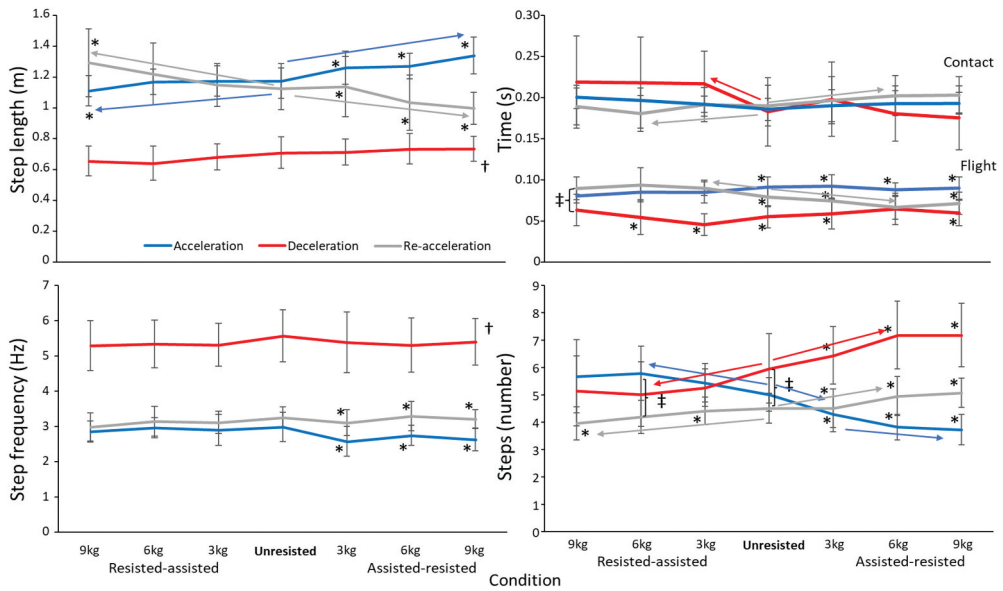 Step length (m)
1.6
1.4
1.2
1
0.8
0.6
0.4
0.2
0
*
*
*
*
*
*
*
†
Acceleration
Deceleration
Re-acceleration
Time (s)
0.30
0.25
0.20
0.15
0.10
0.05
0
Contact
Flight
‡
*
*
*
*
*
*
*
*
*
*
*
*
*
Step frequency (Hz)
7
6
5
4
3
2
1
0
†
*
*
*
*
*
*
9kg
6kg
3kg
Unresisted
3kg
6kg
9kg
Resisted-assisted
Assisted-resisted
Steps (number)
9
8
7
6
5
4
3
2
1
0
‡
‡
*
*
*
*
*
*
*
*
*
*
*
9kg
6kg
3kg
Unresisted
3kg
6kg
9kg
Resisted-assisted
Assisted-resisted
Condition